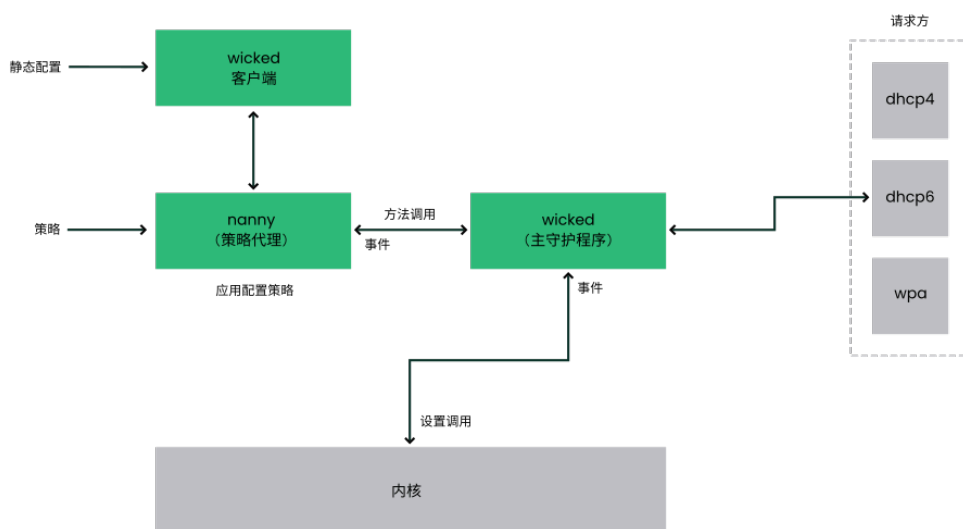 请求方
wicked
客户端
静态配置
dhcp4
dhcp6
wpa
策略
nanny
（策略代理）
方法调用
事件
wicked
（主守护程序）
应用配置策略
事件
设置调用
内核